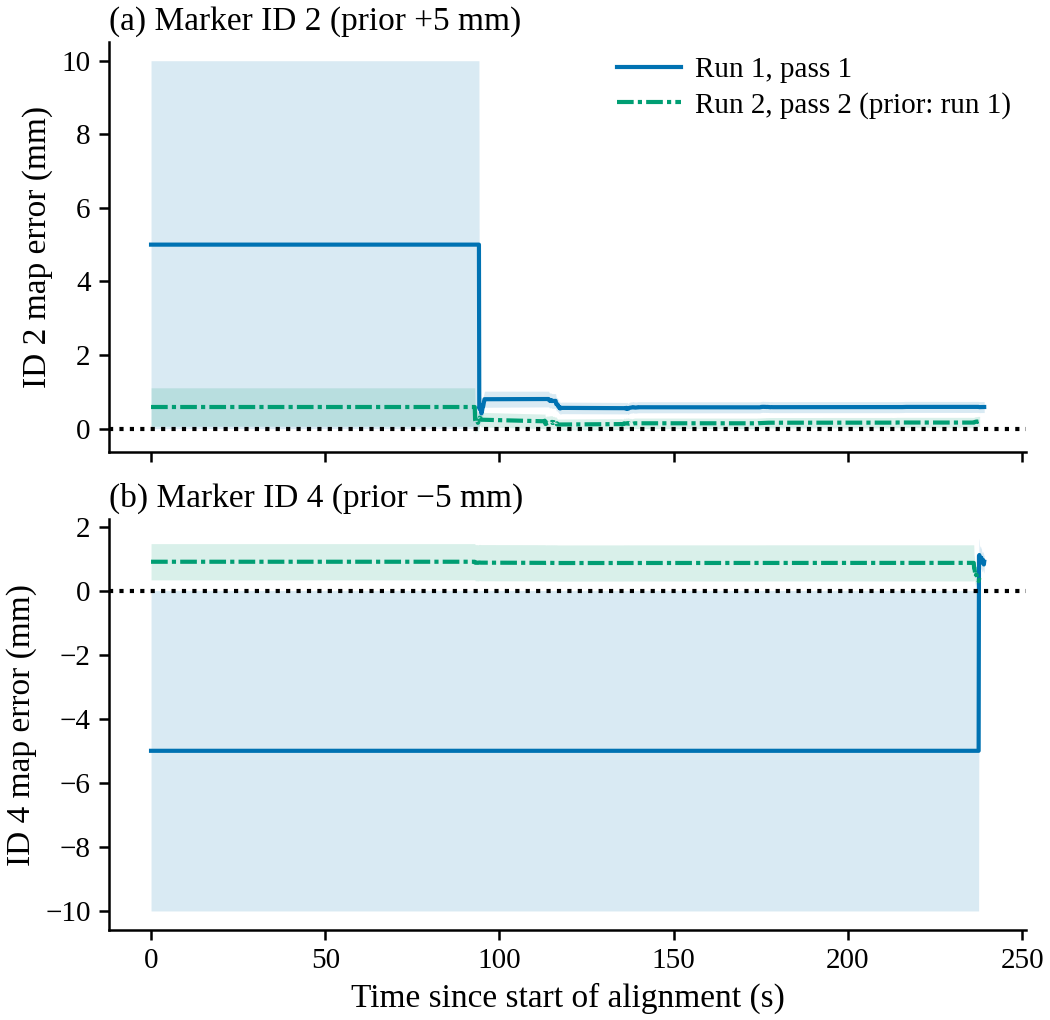 (a) Marker ID 2 (prior +5 mm)
10
8
6
4
2
0
ID 2 map error (mm)
Run 1, pass 1
Run 2, pass 2 (prior: run 1)
(b) Marker ID 4 (prior −5 mm)
2
0
−2
−4
−6
−8
−10
ID 4 map error (mm)
0
50
100
150
200
250
Time since start of alignment (s)